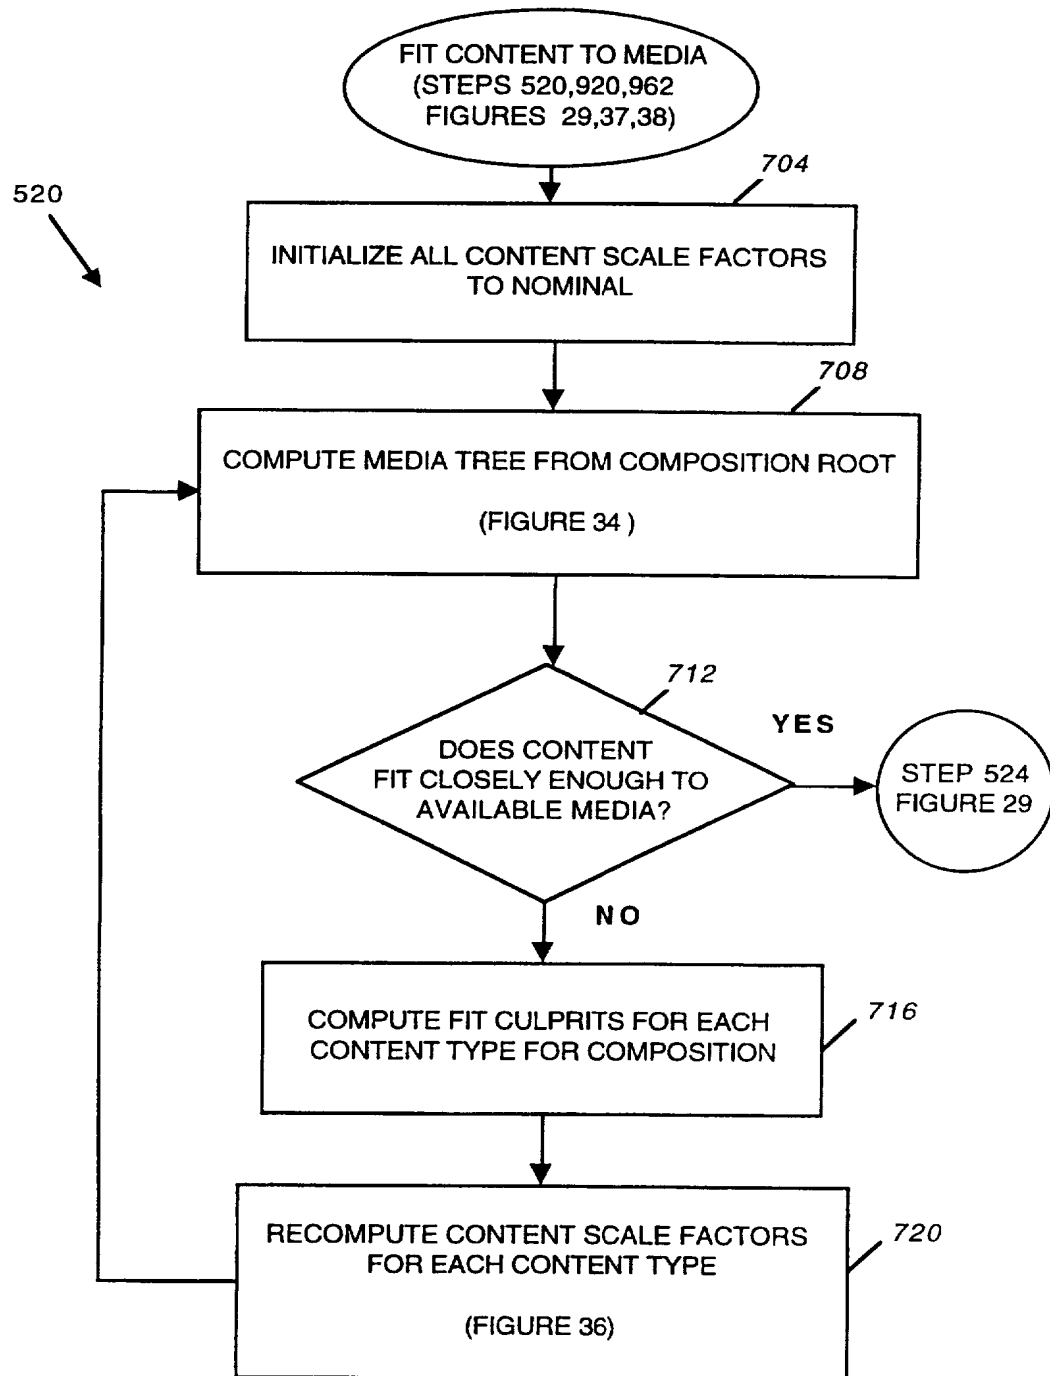 FIT CONTENT TO MEDIA
(STEPS 520,920,962
FIGURES 29,37,38)
520
704
INITIALIZE ALL CONTENT SCALE FACTORS
TO NOMINAL
708
COMPUTE MEDIA TREE FROM COMPOSITION ROOT
(FIGURE 34 )
712
DOES CONTENT
FIT CLOSELY ENOUGH TO
AVAILABLE MEDIA?
YES
STEP 524
FIGURE 29
NO
716
COMPUTE FIT CULPRITS FOR EACH
CONTENT TYPE FOR COMPOSITION
720
RECOMPUTE CONTENT SCALE FACTORS
FOR EACH CONTENT TYPE
(FIGURE 36)